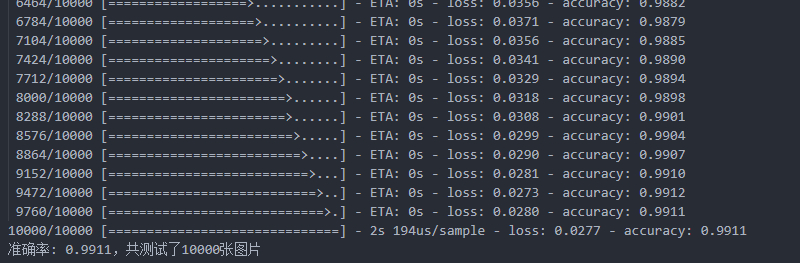 6464/10000 [===================>...........] - ETA: 0s - loss: 0.0356 - accuracy: 0.9882
6784/10000 [===================>...........] - ETA: 0s - loss: 0.0371 - accuracy: 0.9879
7104/10000 [====================>..........] - ETA: 0s - loss: 0.0356 - accuracy: 0.9885
7424/10000 [=====================>.........] - ETA: 0s - loss: 0.0341 - accuracy: 0.9890
7712/10000 [======================>........] - ETA: 0s - loss: 0.0329 - accuracy: 0.9894
8000/10000 [=======================>.......] - ETA: 0s - loss: 0.0318 - accuracy: 0.9898
8288/10000 [=======================>.......] - ETA: 0s - loss: 0.0308 - accuracy: 0.9901
8576/10000 [========================>.....] - ETA: 0s - loss: 0.0299 - accuracy: 0.9904
8864/10000 [=========================>....] - ETA: 0s - loss: 0.0290 - accuracy: 0.9907
9152/10000 [==========================>...] - ETA: 0s - loss: 0.0281 - accuracy: 0.9910
9472/10000 [===========================>..] - ETA: 0s - loss: 0.0273 - accuracy: 0.9912
9760/10000 [============================>.] - ETA: 0s - loss: 0.0280 - accuracy: 0.9911
10000/10000 [==============================] - 2s 194us/sample - loss: 0.0277 - accuracy: 0.9911
准确率: 0.9911，共测试了10000张图片